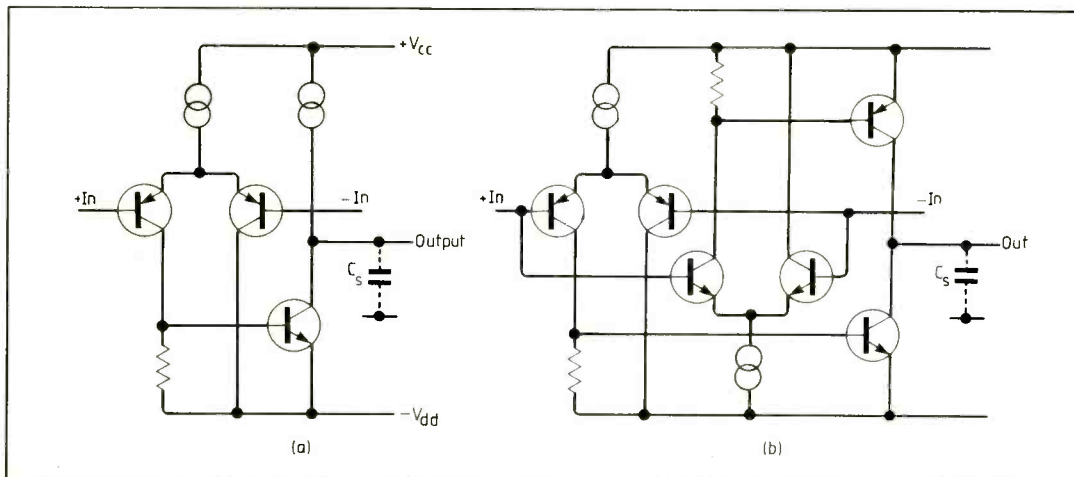 +Vcc
+In
-In
Output
Cs
-Vdd
(a)
+In
-In
Out
Cs
(b)